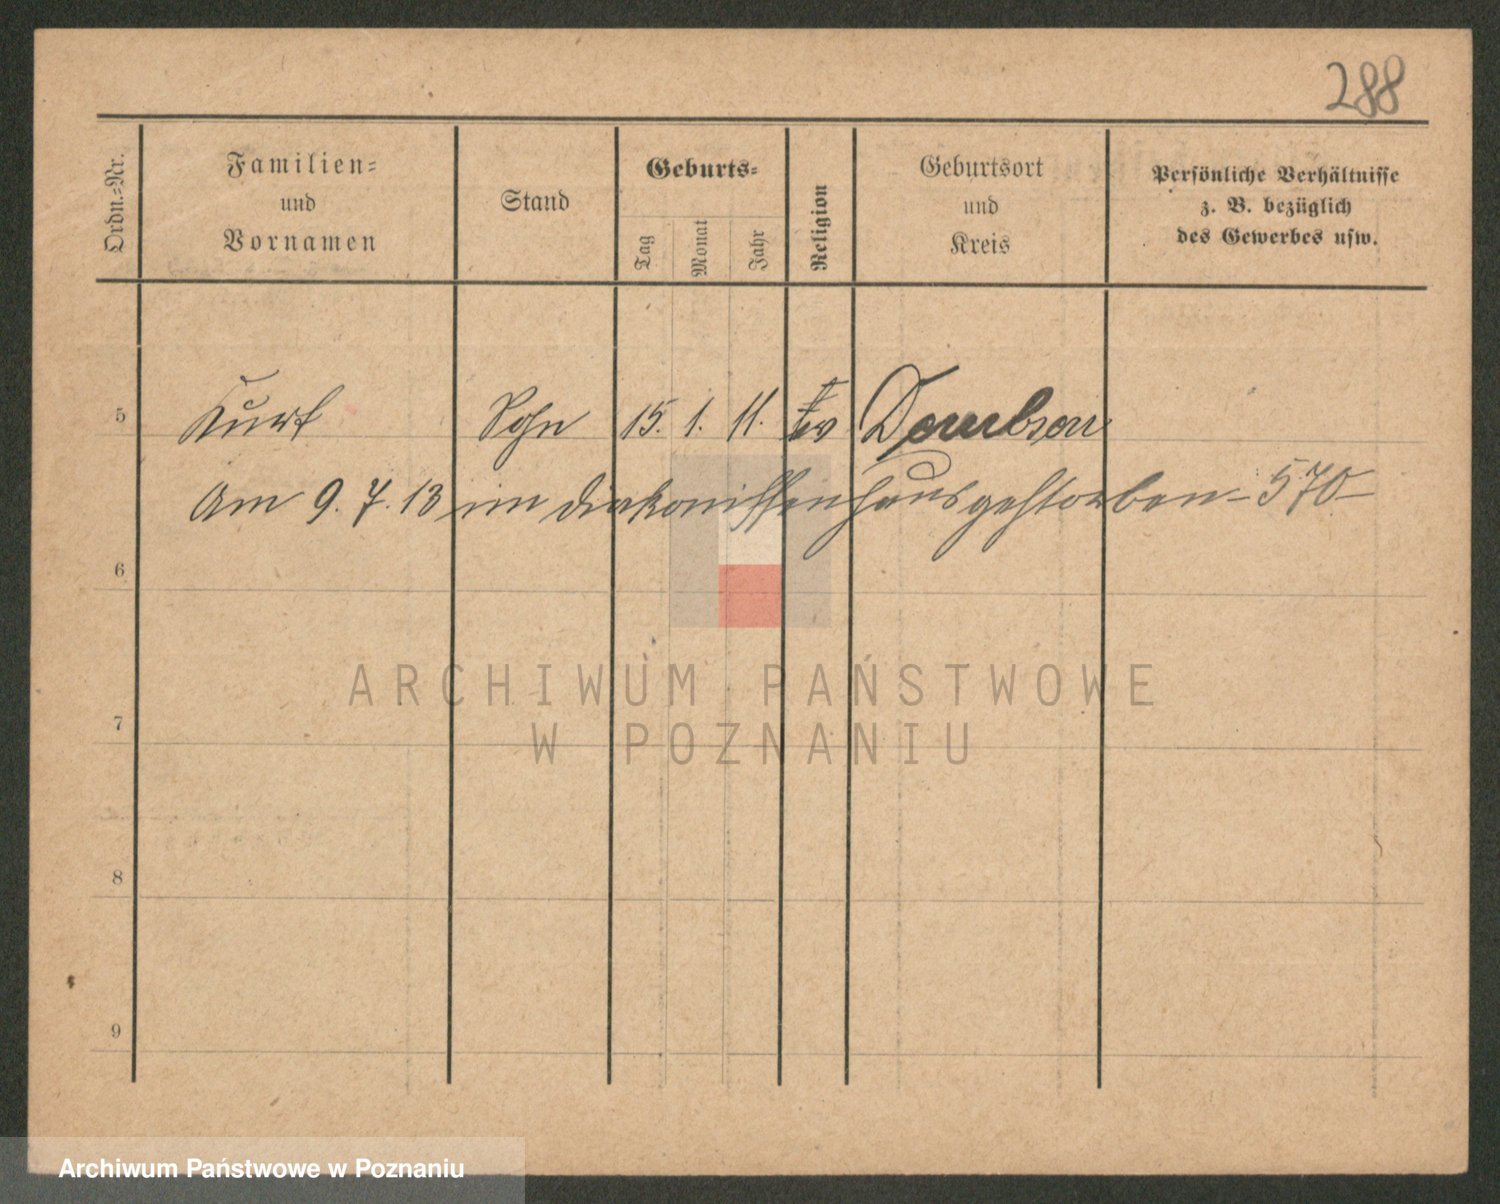 288
Ordn.-Nr.
Familien-
und
Vornamen
Stand
Geburts-
Tag
Monat
Jahr
Religion
Geburtsort
und
Kreis
Persönliche Verhältnisse
z. B. bezüglich
des Gewerbes usw.
5 Kurt Sohn 15. 1. 11. Ev Dombsen
Am 9. 7. 13 im Diakonissenhaus gestorben - 570 -
6
7
8
9
ARCHIWUM PAŃSTWOWE
W POZNANIU
Archiwum Państwowe w Poznaniu